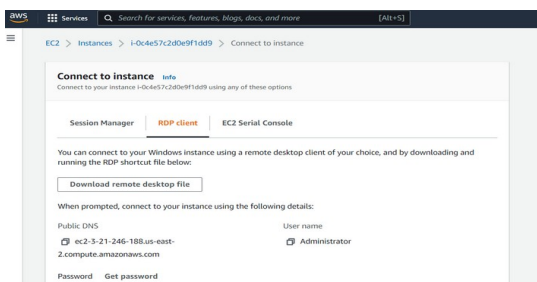 aws Services Search for services, features, blogs, docs, and more [Alt+S]
EC2 > Instances > i-0c4e57c2d0e9f1dd9 > Connect to instance
Connect to instance Info
Connect to your instance i-0c4e57c2d0e9f1dd9 using any of these options
Session Manager RDP client EC2 Serial Console
You can connect to your Windows instance using a remote desktop client of your choice, and by downloading and
running the RDP shortcut file below:
Download remote desktop file
When prompted, connect to your instance using the following details:
Public DNS User name
ec2-3-21-246-188.us-east- Administrator
2.compute.amazonaws.com
Password Get password